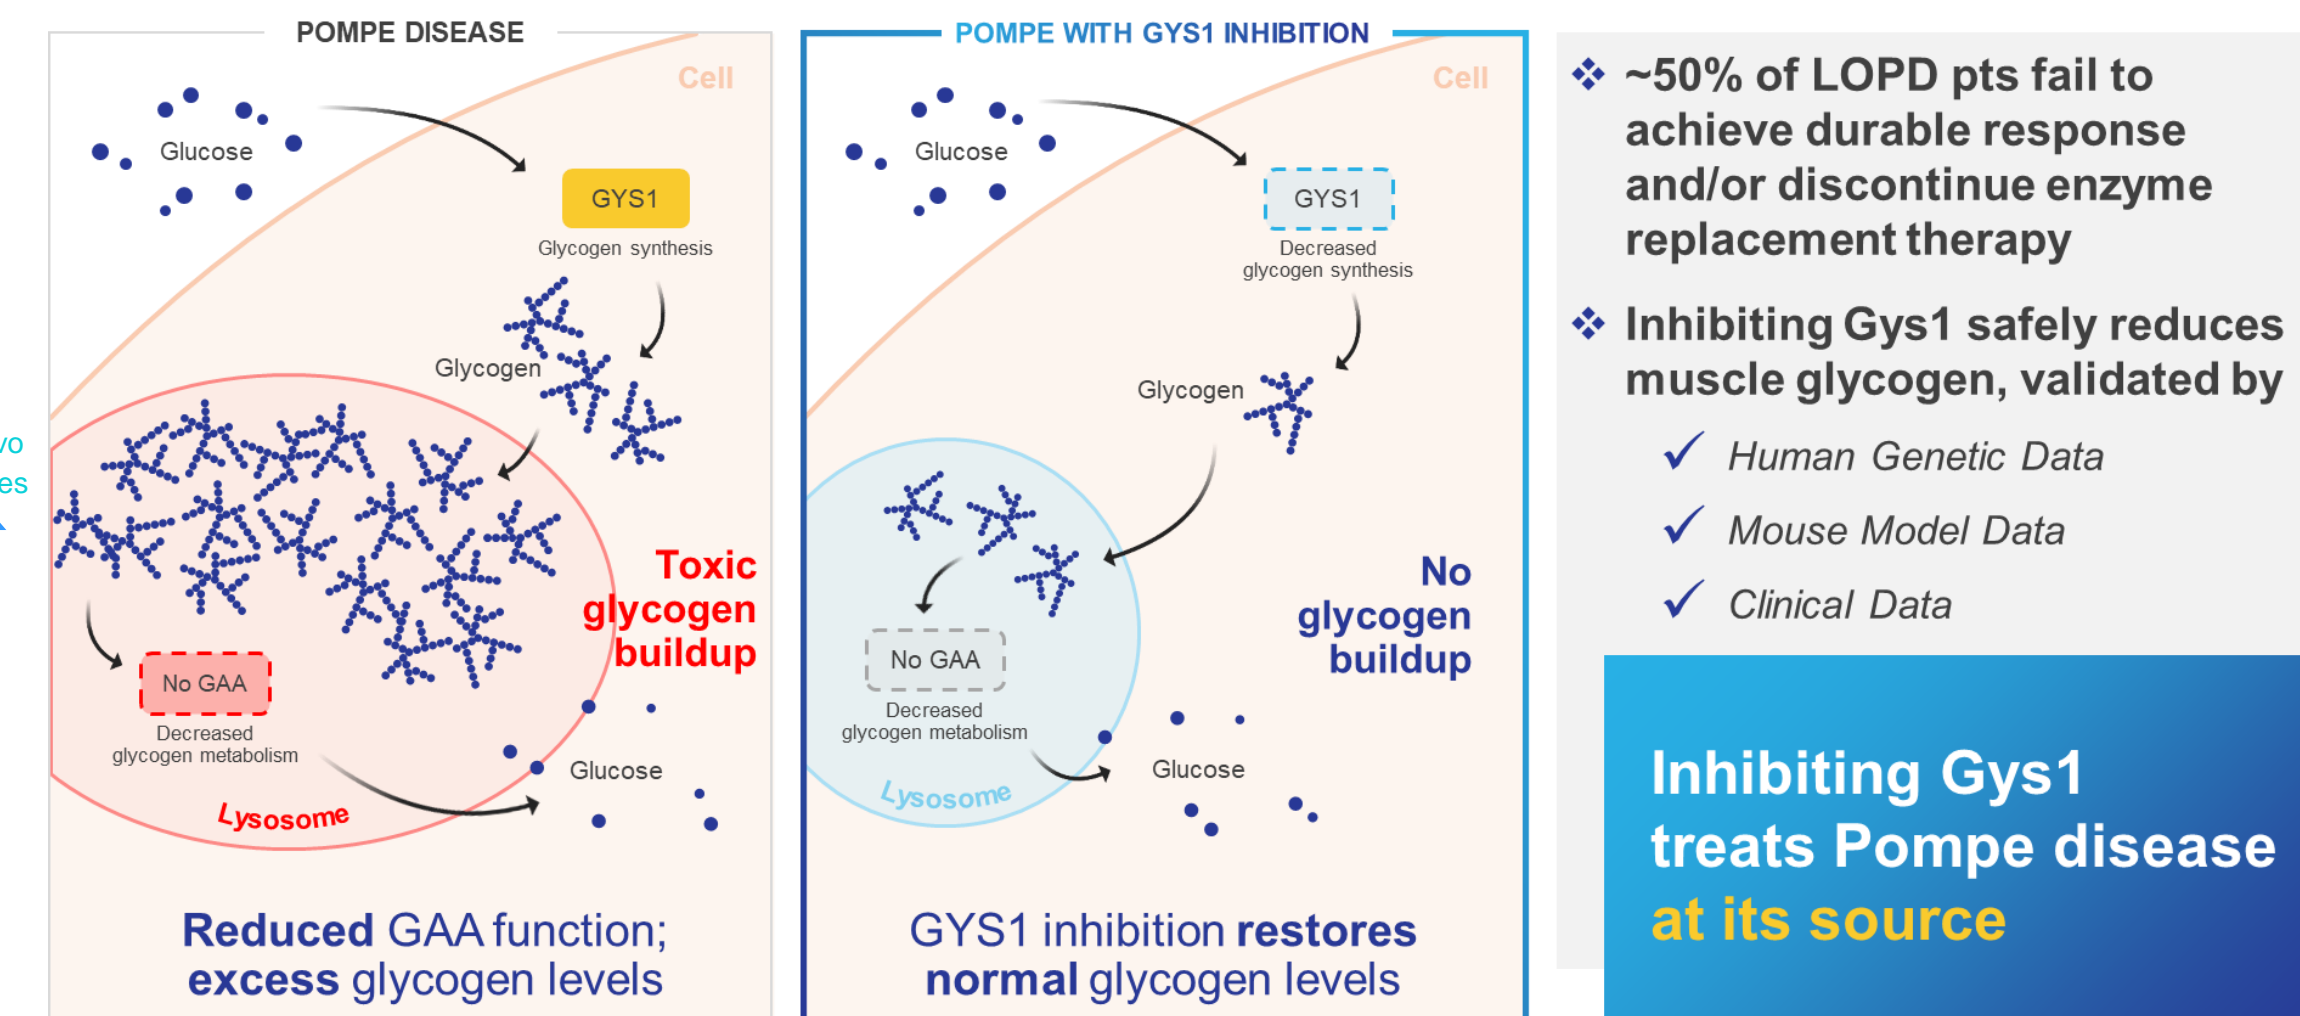 POMPE DISEASE
Cell
Glucose
GYS1
Glycogen synthesis
Glycogen
Toxic
glycogen
buildup
No GAA
Decreased
glycogen metabolism
Glucose
Lysosome
Reduced GAA function;
excess glycogen levels
POMPE WITH GYS1 INHIBITION
Cell
Glucose
GYS1
Decreased
glycogen synthesis
Glycogen
No
glycogen
buildup
No GAA
Decreased
glycogen metabolism
Glucose
Lysosome
GYS1 inhibition restores
normal glycogen levels
~50% of LOPD pts fail to
achieve durable response
and/or discontinue enzyme
replacement therapy
Inhibiting Gys1 safely reduces
muscle glycogen, validated by
Human Genetic Data
Mouse Model Data
Clinical Data
Inhibiting Gys1
treats Pompe disease
at its source